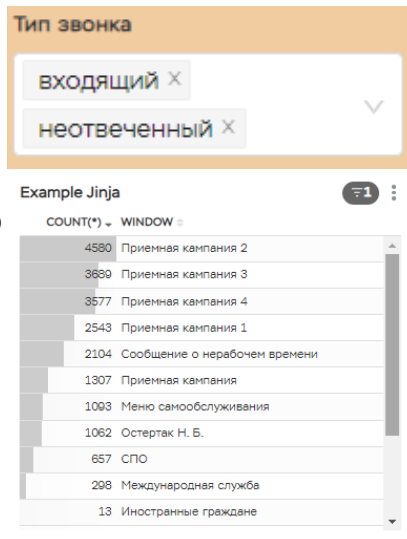 Тип звонка
входящий ×
неотвеченный ×
Example Jinja 1
COUNT(*) WINDOW
4580 Приемная кампания 2
3689 Приемная кампания 3
3577 Приемная кампания 4
2543 Приемная кампания 1
2104 Сообщение о нерабочем времени
1307 Приемная кампания
1093 Меню самообслуживания
1062 Остертак Н. Б.
657 СПО
298 Международная служба
13 Иностранные граждане